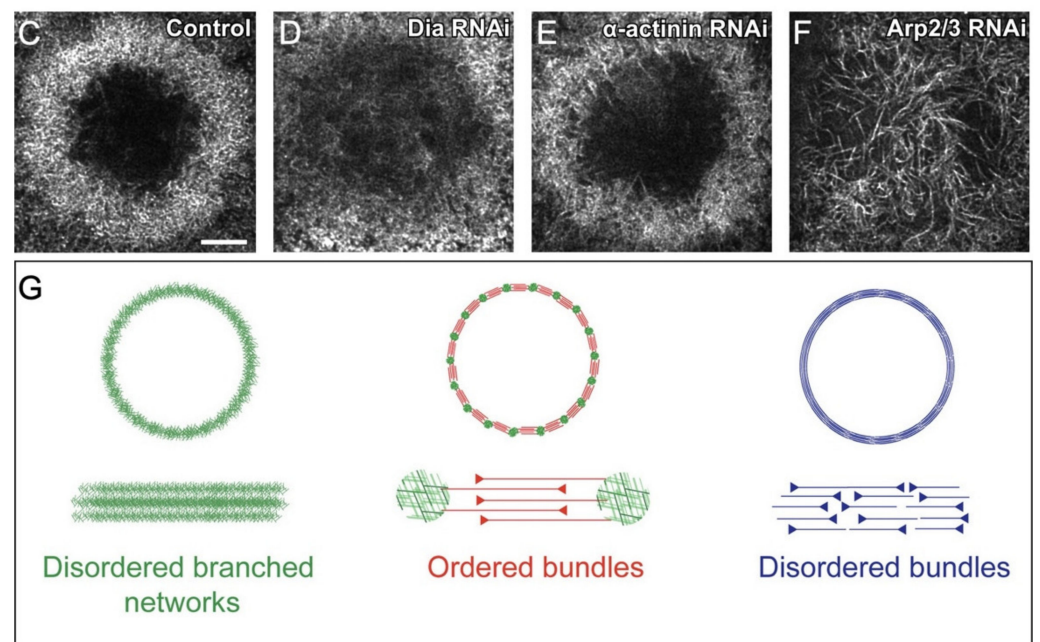 C Control
D Dia RNAi
E α-actinin RNAi
F Arp2/3 RNAi
G
Disordered branched
networks
Ordered bundles
Disordered bundles